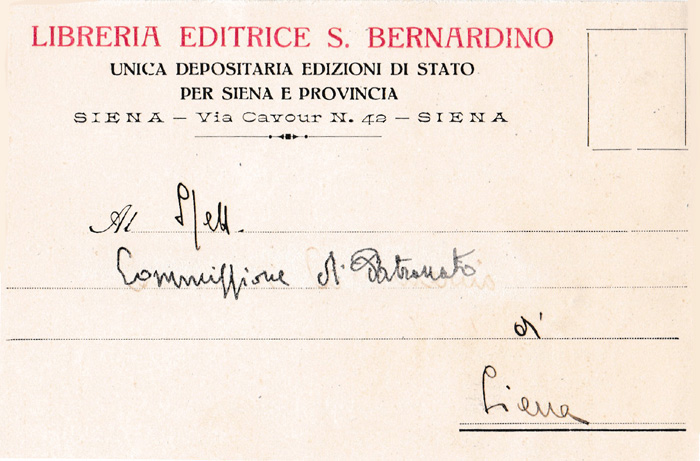 LIBRERIA EDITRICE S. BERNARDINO
UNICA DEPOSITARIA EDIZIONI DI STATO
PER SIENA E PROVINCIA
SIENA — Via Cavour N. 42 — SIENA
Al Spett.
Commissione di Patronato
di
Siena